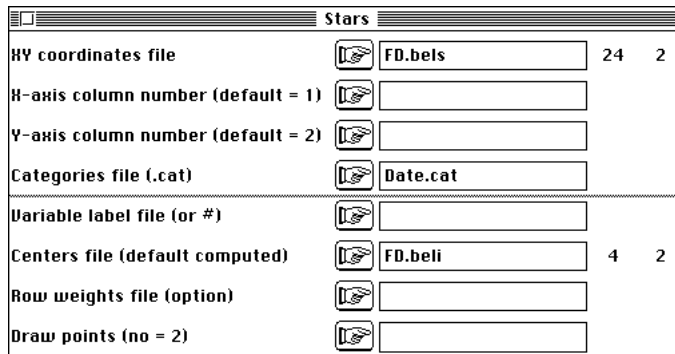 Stars
XY coordinates file FD.bels 24 2
X-axis column number (default = 1)
Y-axis column number (default = 2)
Categories file (.cat) Date.cat
Variable label file (or #)
Centers file (default computed) FD.beli 4 2
Row weights file (option)
Draw points (no = 2)